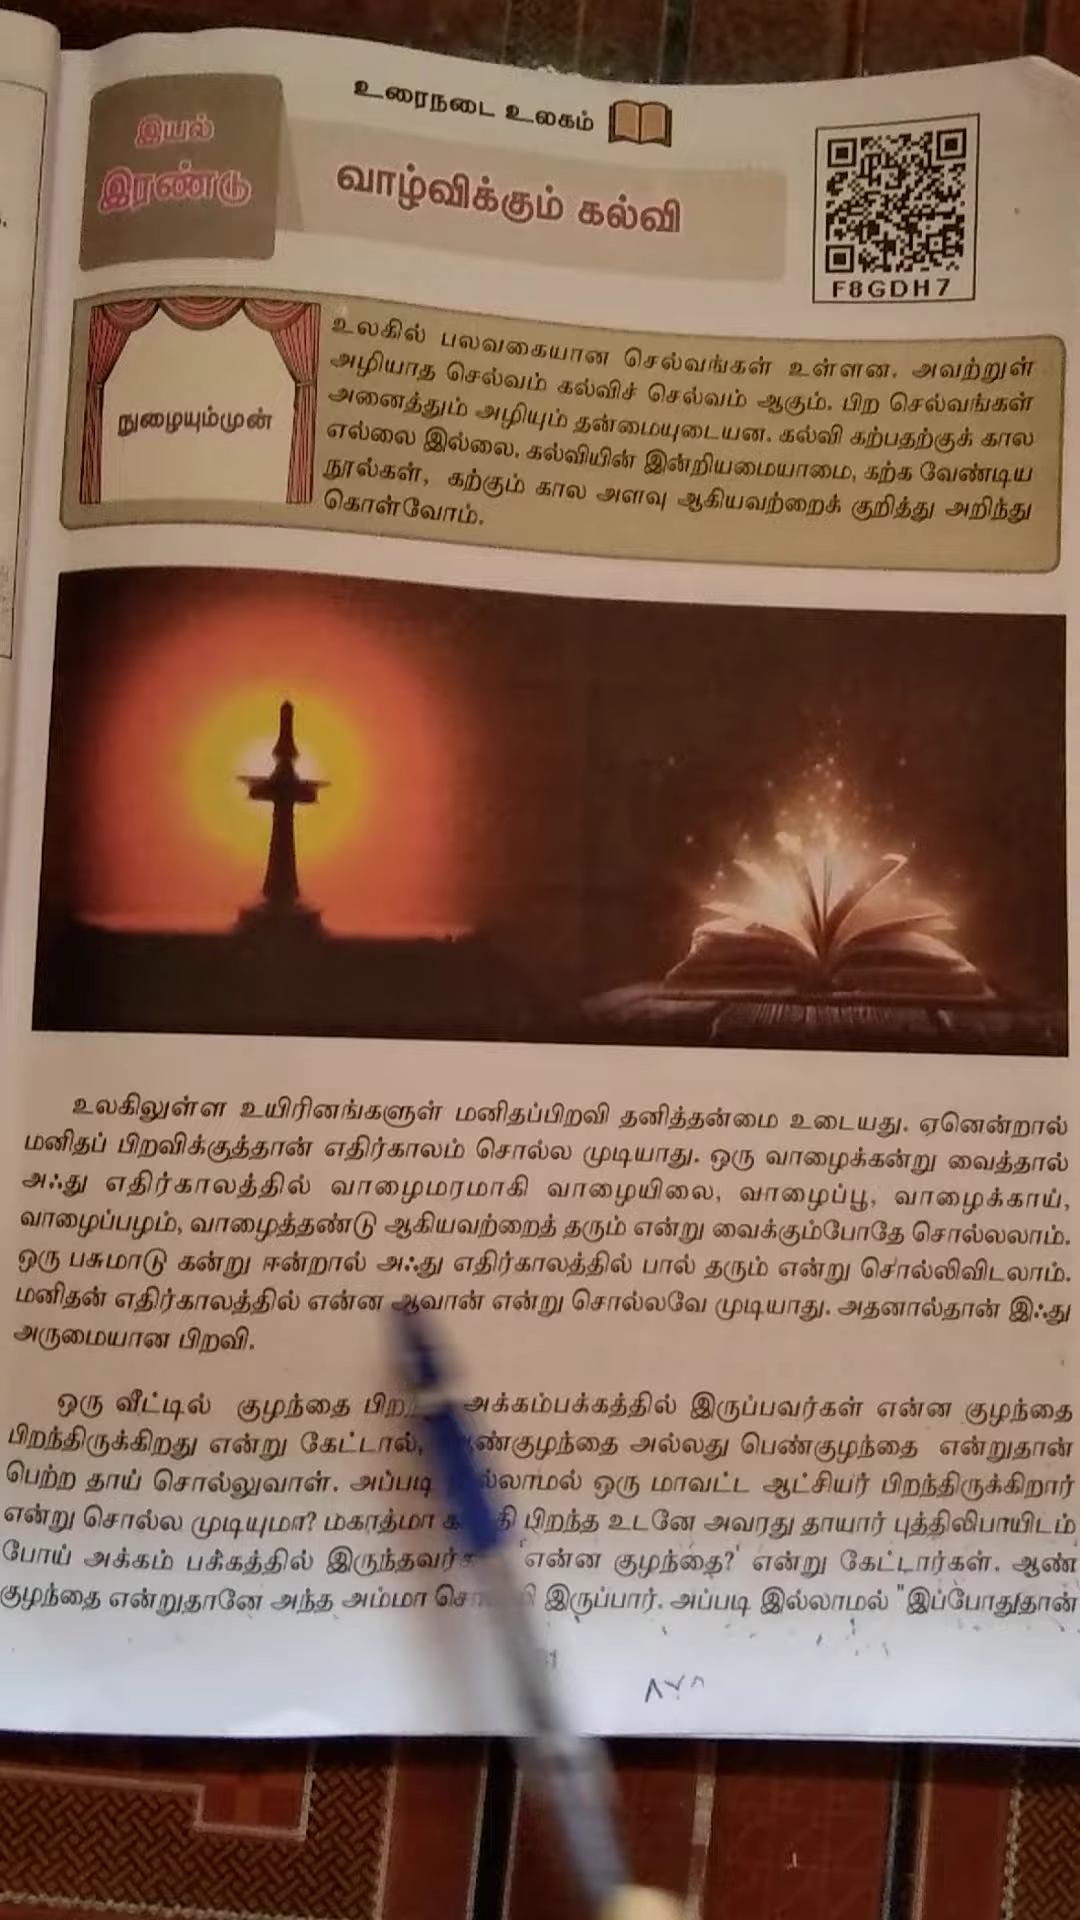 உரைநடை உலகம்
இயல்
இரண்டு
வாழ்விக்கும் கல்வி
F8GDH7
நுழையும்முன்
உலகில் பலவகையான செல்வங்கள் உள்ளன. அவற்றுள்
அழியாத செல்வம் கல்விச் செல்வம் ஆகும். பிற செல்வங்கள்
அனைத்தும் அழியும் தன்மையுடையன. கல்வி கற்பதற்குக் கால
எல்லை இல்லை. கல்வியின் இன்றியமையாமை, கற்க வேண்டிய
நூல்கள், கற்கும் கால அளவு ஆகியவற்றைக் குறித்து அறிந்து
கொள்வோம்.
உலகிலுள்ள உயிரினங்களுள் மனிதப்பிறவி தனித்தன்மை உடையது. ஏனென்றால்
மனிதப் பிறவிக்குத்தான் எதிர்காலம் சொல்ல முடியாது. ஒரு வாழைக்கன்று வைத்தால்
அஃது எதிர்காலத்தில் வாழைமரமாகி வாழையிலை, வாழைப்பூ, வாழைக்காய்,
வாழைப்பழம், வாழைத்தண்டு ஆகியவற்றைத் தரும் என்று வைக்கும்போதே சொல்லலாம்.
ஒரு பசுமாடு கன்று ஈன்றால் அஃது எதிர்காலத்தில் பால் தரும் என்று சொல்லிவிடலாம்.
மனிதன் எதிர்காலத்தில் என்ன ஆவான் என்று சொல்லவே முடியாது. அதனால்தான் இஃது
அருமையான பிறவி.
ஒரு வீட்டில் குழந்தை அக்கம்பக்கத்தில் இருப்பவர்கள் என்ன குழந்தை
பிறந்திருக்கிறது என்று கேட்டால், ஆண்குழந்தை அல்லது பெண்குழந்தை என்றுதான்
பெற்ற தாய் சொல்லுவாள். அப்படி ஒரு மாவட்ட ஆட்சியர் பிறந்திருக்கிறார்
என்று சொல்ல முடியுமா? மகாத்மா பிறந்த உடனே அவரது தாயார் புத்திலிபாயிடம்
போய் அக்கம் பக்கத்தில் 'என்ன குழந்தை?' என்று கேட்டார்கள். ஆண்
குழந்தை என்றுதானே அந்த அம்மா இருப்பார். அப்படி இல்லாமல் "இப்போதுதான்